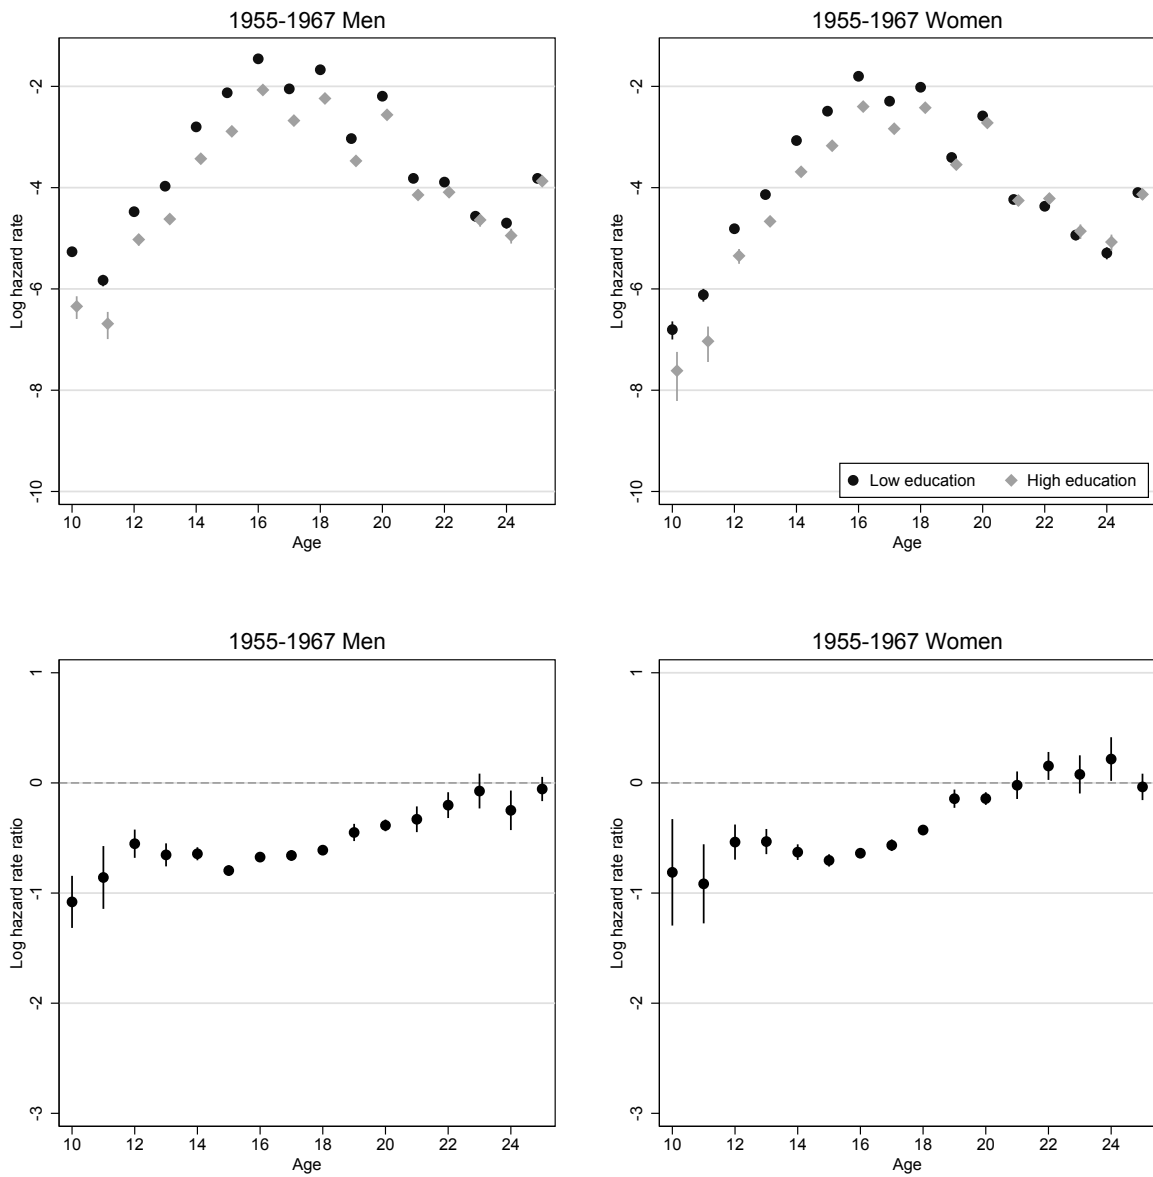 1955-1967 Men
Log hazard rate
-2
-4
-6
-8
-10
10 12 14 16 18 20 22 24
Age
1955-1967 Women
Log hazard rate
-2
-4
-6
-8
-10
Low education High education
10 12 14 16 18 20 22 24
Age
1955-1967 Men
Log hazard rate ratio
1
0
-1
-2
-3
10 12 14 16 18 20 22 24
Age
1955-1967 Women
Log hazard rate ratio
1
0
-1
-2
-3
10 12 14 16 18 20 22 24
Age